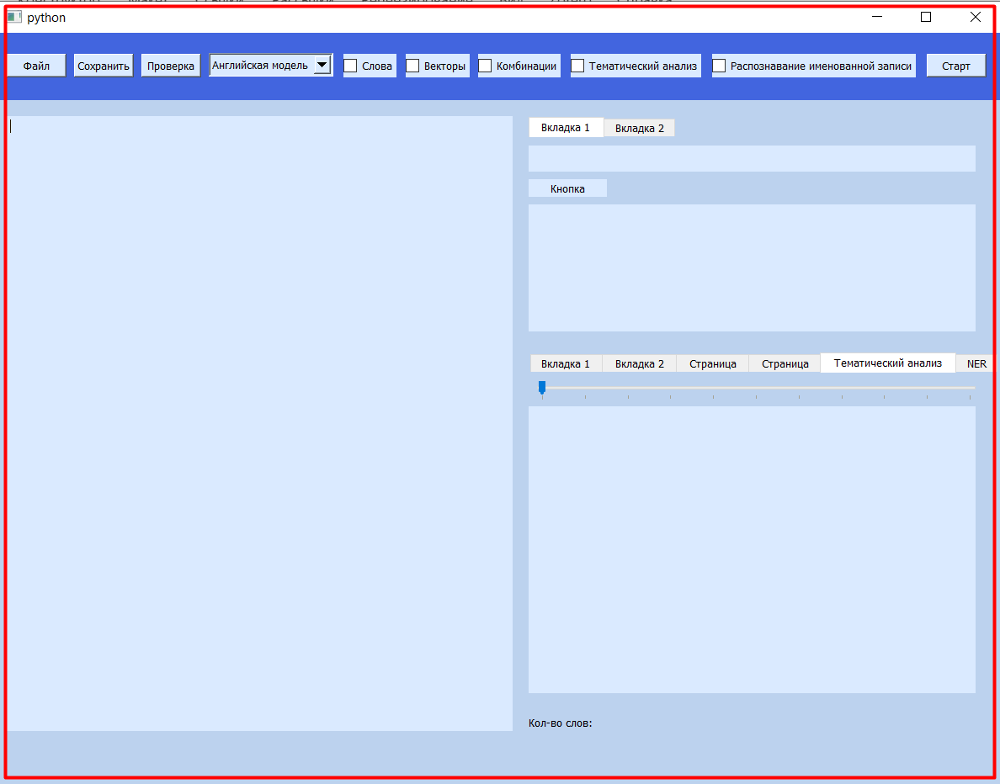 python
Файл Сохранить Проверка Английская модель Слова Векторы Комбинации Тематический анализ Распознавание именованной записи Старт
Вкладка 1 Вкладка 2
Кнопка
Вкладка 1 Вкладка 2 Страница Страница Тематический анализ NER
Кол-во слов: